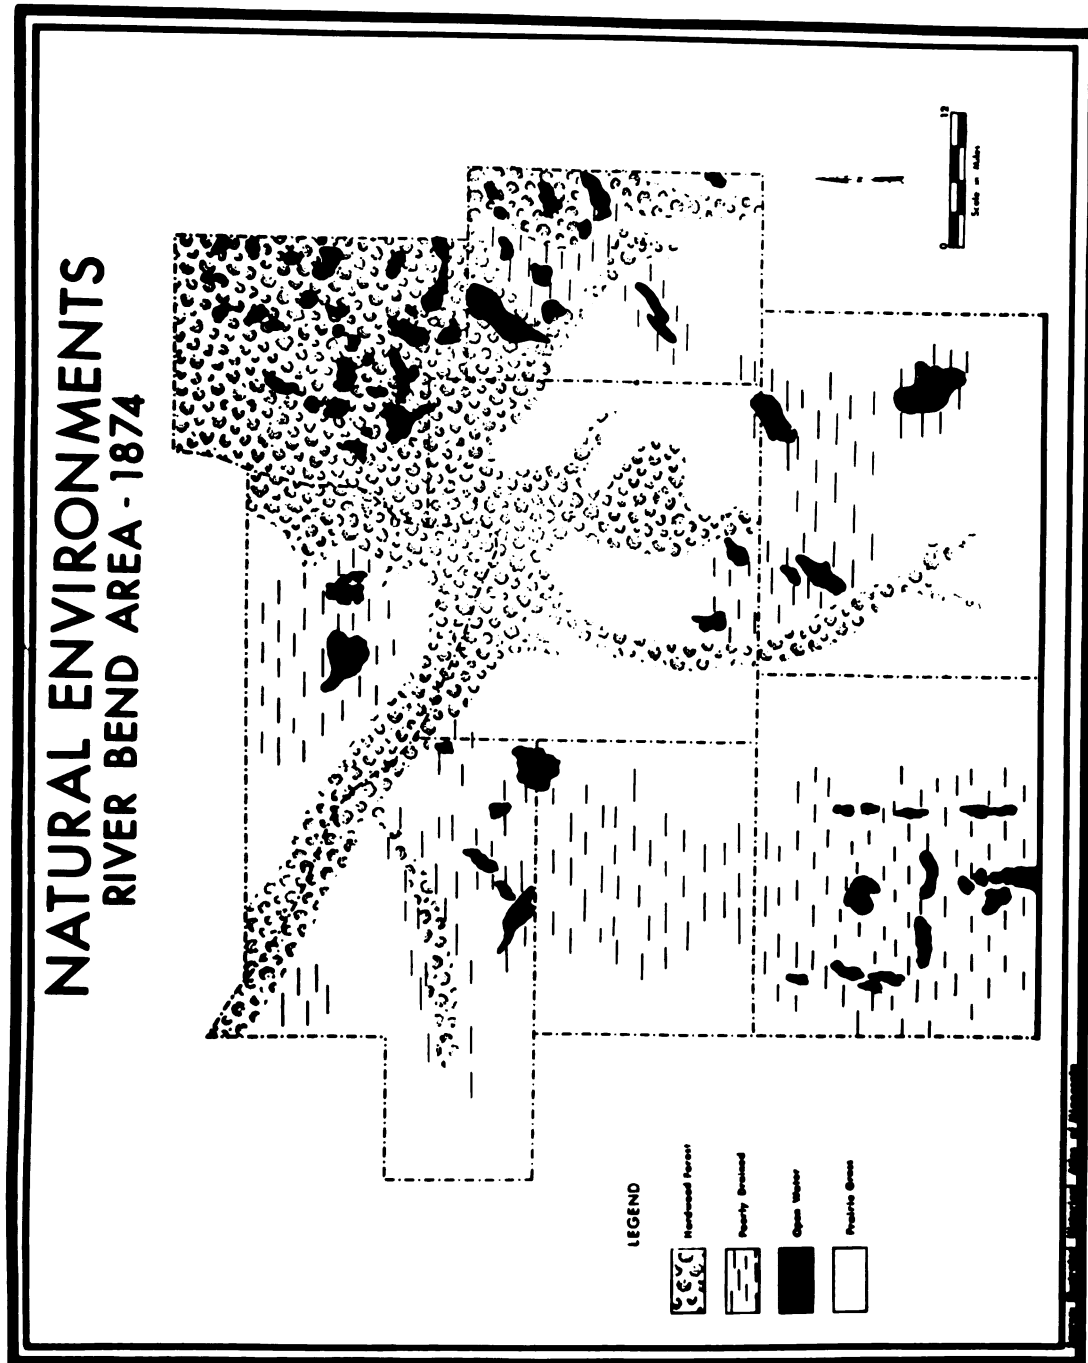 NATURAL ENVIRONMENTS
RIVER BEND AREA - 1874
0 12
Scale in Miles
LEGEND
Hardwood Forest
Poorly Drained
Open Water
Prairie Grass